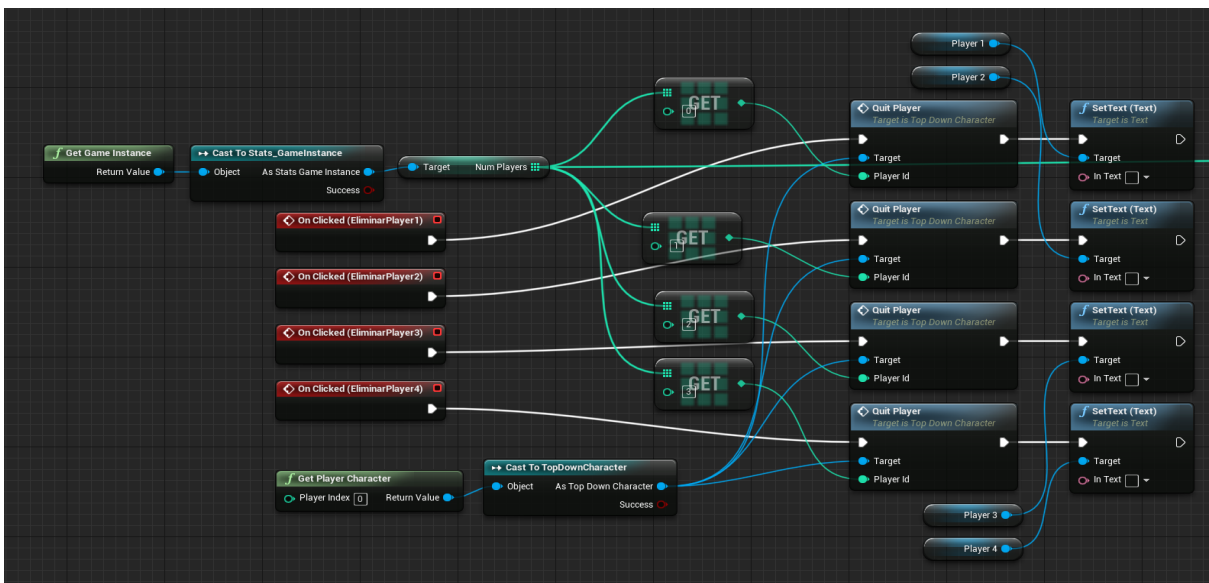 Player 1
Player 2
GET
0
Quit Player
Target is Top Down Character
Target
Player Id
SetText (Text)
Target is Text
Target
In Text
Get Game Instance
Return Value
Cast To Stats_GameInstance
Object
As Stats Game Instance
Success
Target
Num Players
On Clicked (EliminarPlayer1)
GET
1
Quit Player
Target is Top Down Character
Target
Player Id
SetText (Text)
Target is Text
Target
In Text
On Clicked (EliminarPlayer2)
GET
2
On Clicked (EliminarPlayer3)
Quit Player
Target is Top Down Character
Target
Player Id
SetText (Text)
Target is Text
Target
In Text
GET
3
On Clicked (EliminarPlayer4)
Quit Player
Target is Top Down Character
Target
Player Id
SetText (Text)
Target is Text
Target
In Text
Get Player Character
Player Index 0
Return Value
Cast To TopDownCharacter
Object
As Top Down Character
Success
Player 3
Player 4